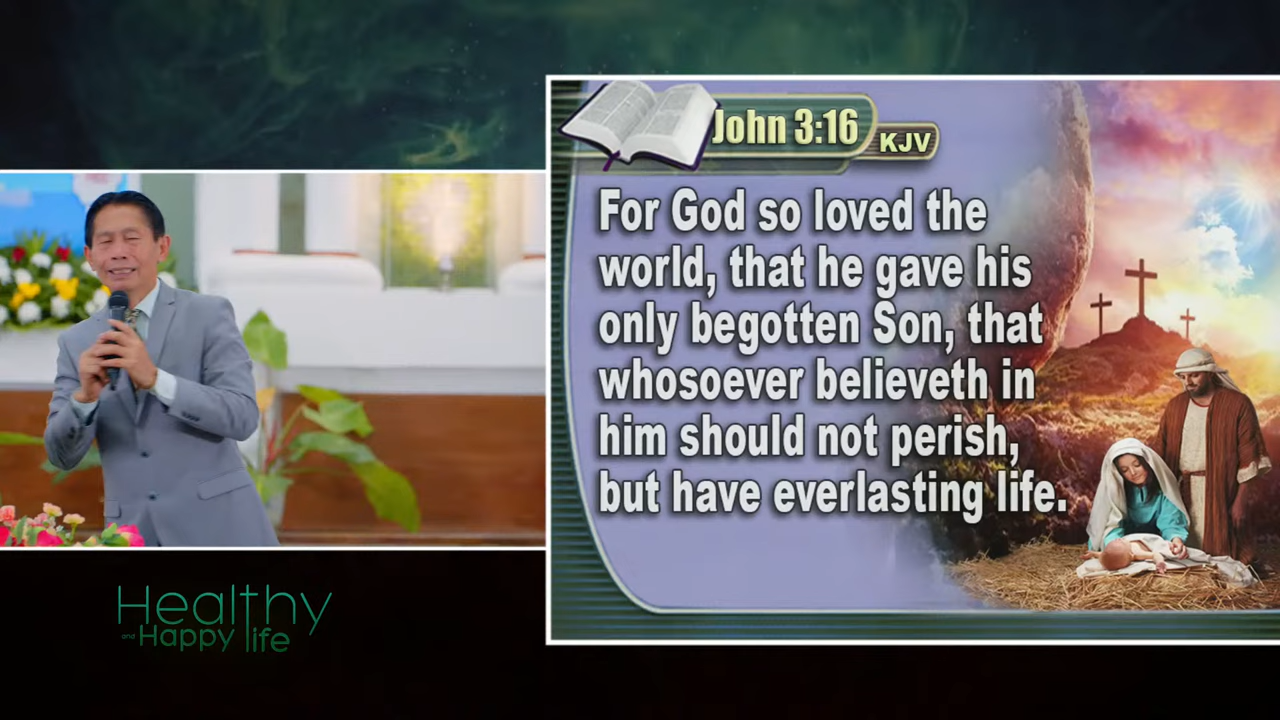 John 3:16
KJV
For God so loved the
world, that he gave his
only begotten Son, that
whosoever believeth in
him should not perish,
but have everlasting life.
Healthy
and Happy life